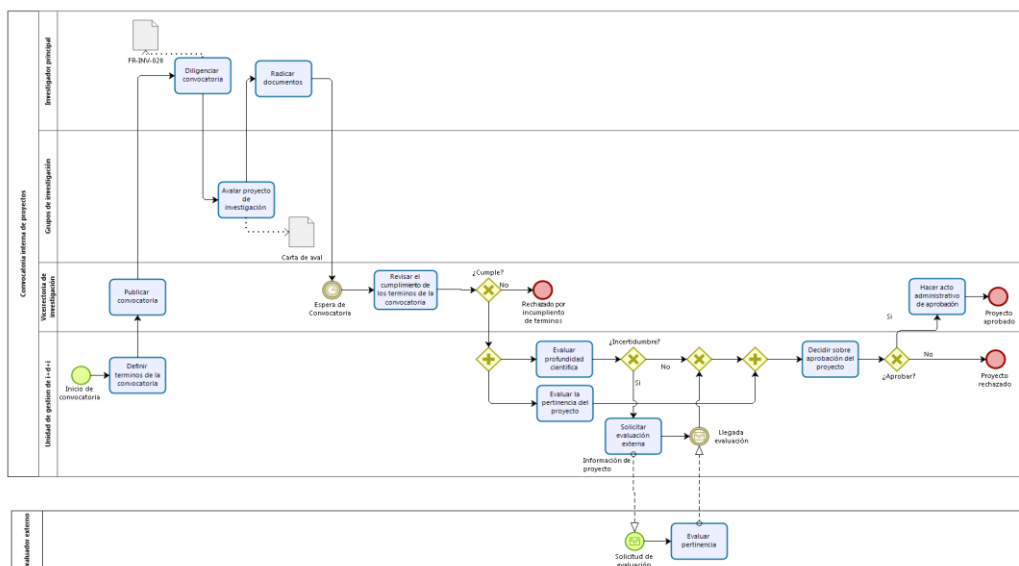 Convocatoria interna de proyectos
Investigador principal
FR-INV-028
Diligenciar
convocatoria
Radicar
documentos
Grupos de investigación
Avalar proyecto
de
investigación
Carta de aval
Vicerrectoria de
investigación
Publicar
convocatoria
Espera de
Convocatoria
Revisar el
cumplimiento de
los terminos de la
convocatoria
¿Cumple?
No
Rechazado por
incumpliento
de terminos
Hacer acto
administrativo
de aprobación
Proyecto
aprobado
Unidad de gestion de i+d+i
Inicio de
convocatoria
Definir
terminos de la
convocatoria
Evaluar
profundidad
cientifica
¿Incertidumbre?
No
Si
Evaluar la
pertinencia del
proyecto
Solicitar
evaluación
externa
Información de
proyecto
Llegada
evaluación
Decidir sobre
aprobación del
proyecto
Si
¿Aprobar?
No
Proyecto
rechazado
Solicitud de
evaluación
Evaluar
pertinencia
externo